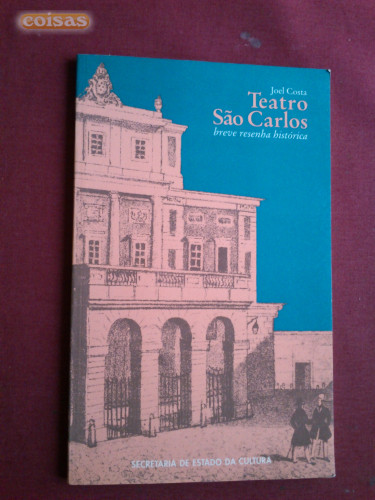 coisas
Joel Costa
Teatro
São Carlos
breve resenha histórica
SECRETARIA DE ESTADO DA CULTURA